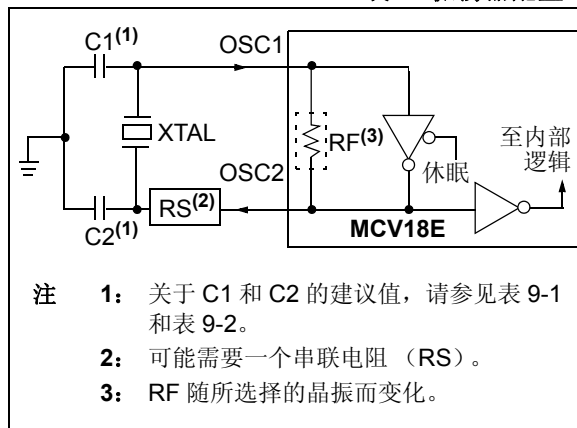 C1(1)
OSC1
XTAL
RF(3)
至内部
逻辑
休眠
OSC2
RS(2)
C2(1)
MCV18E
注 1： 关于 C1 和 C2 的建议值，请参见表 9-1
和表 9-2。
2： 可能需要一个串联电阻 （RS）。
3： RF 随所选择的晶振而变化。